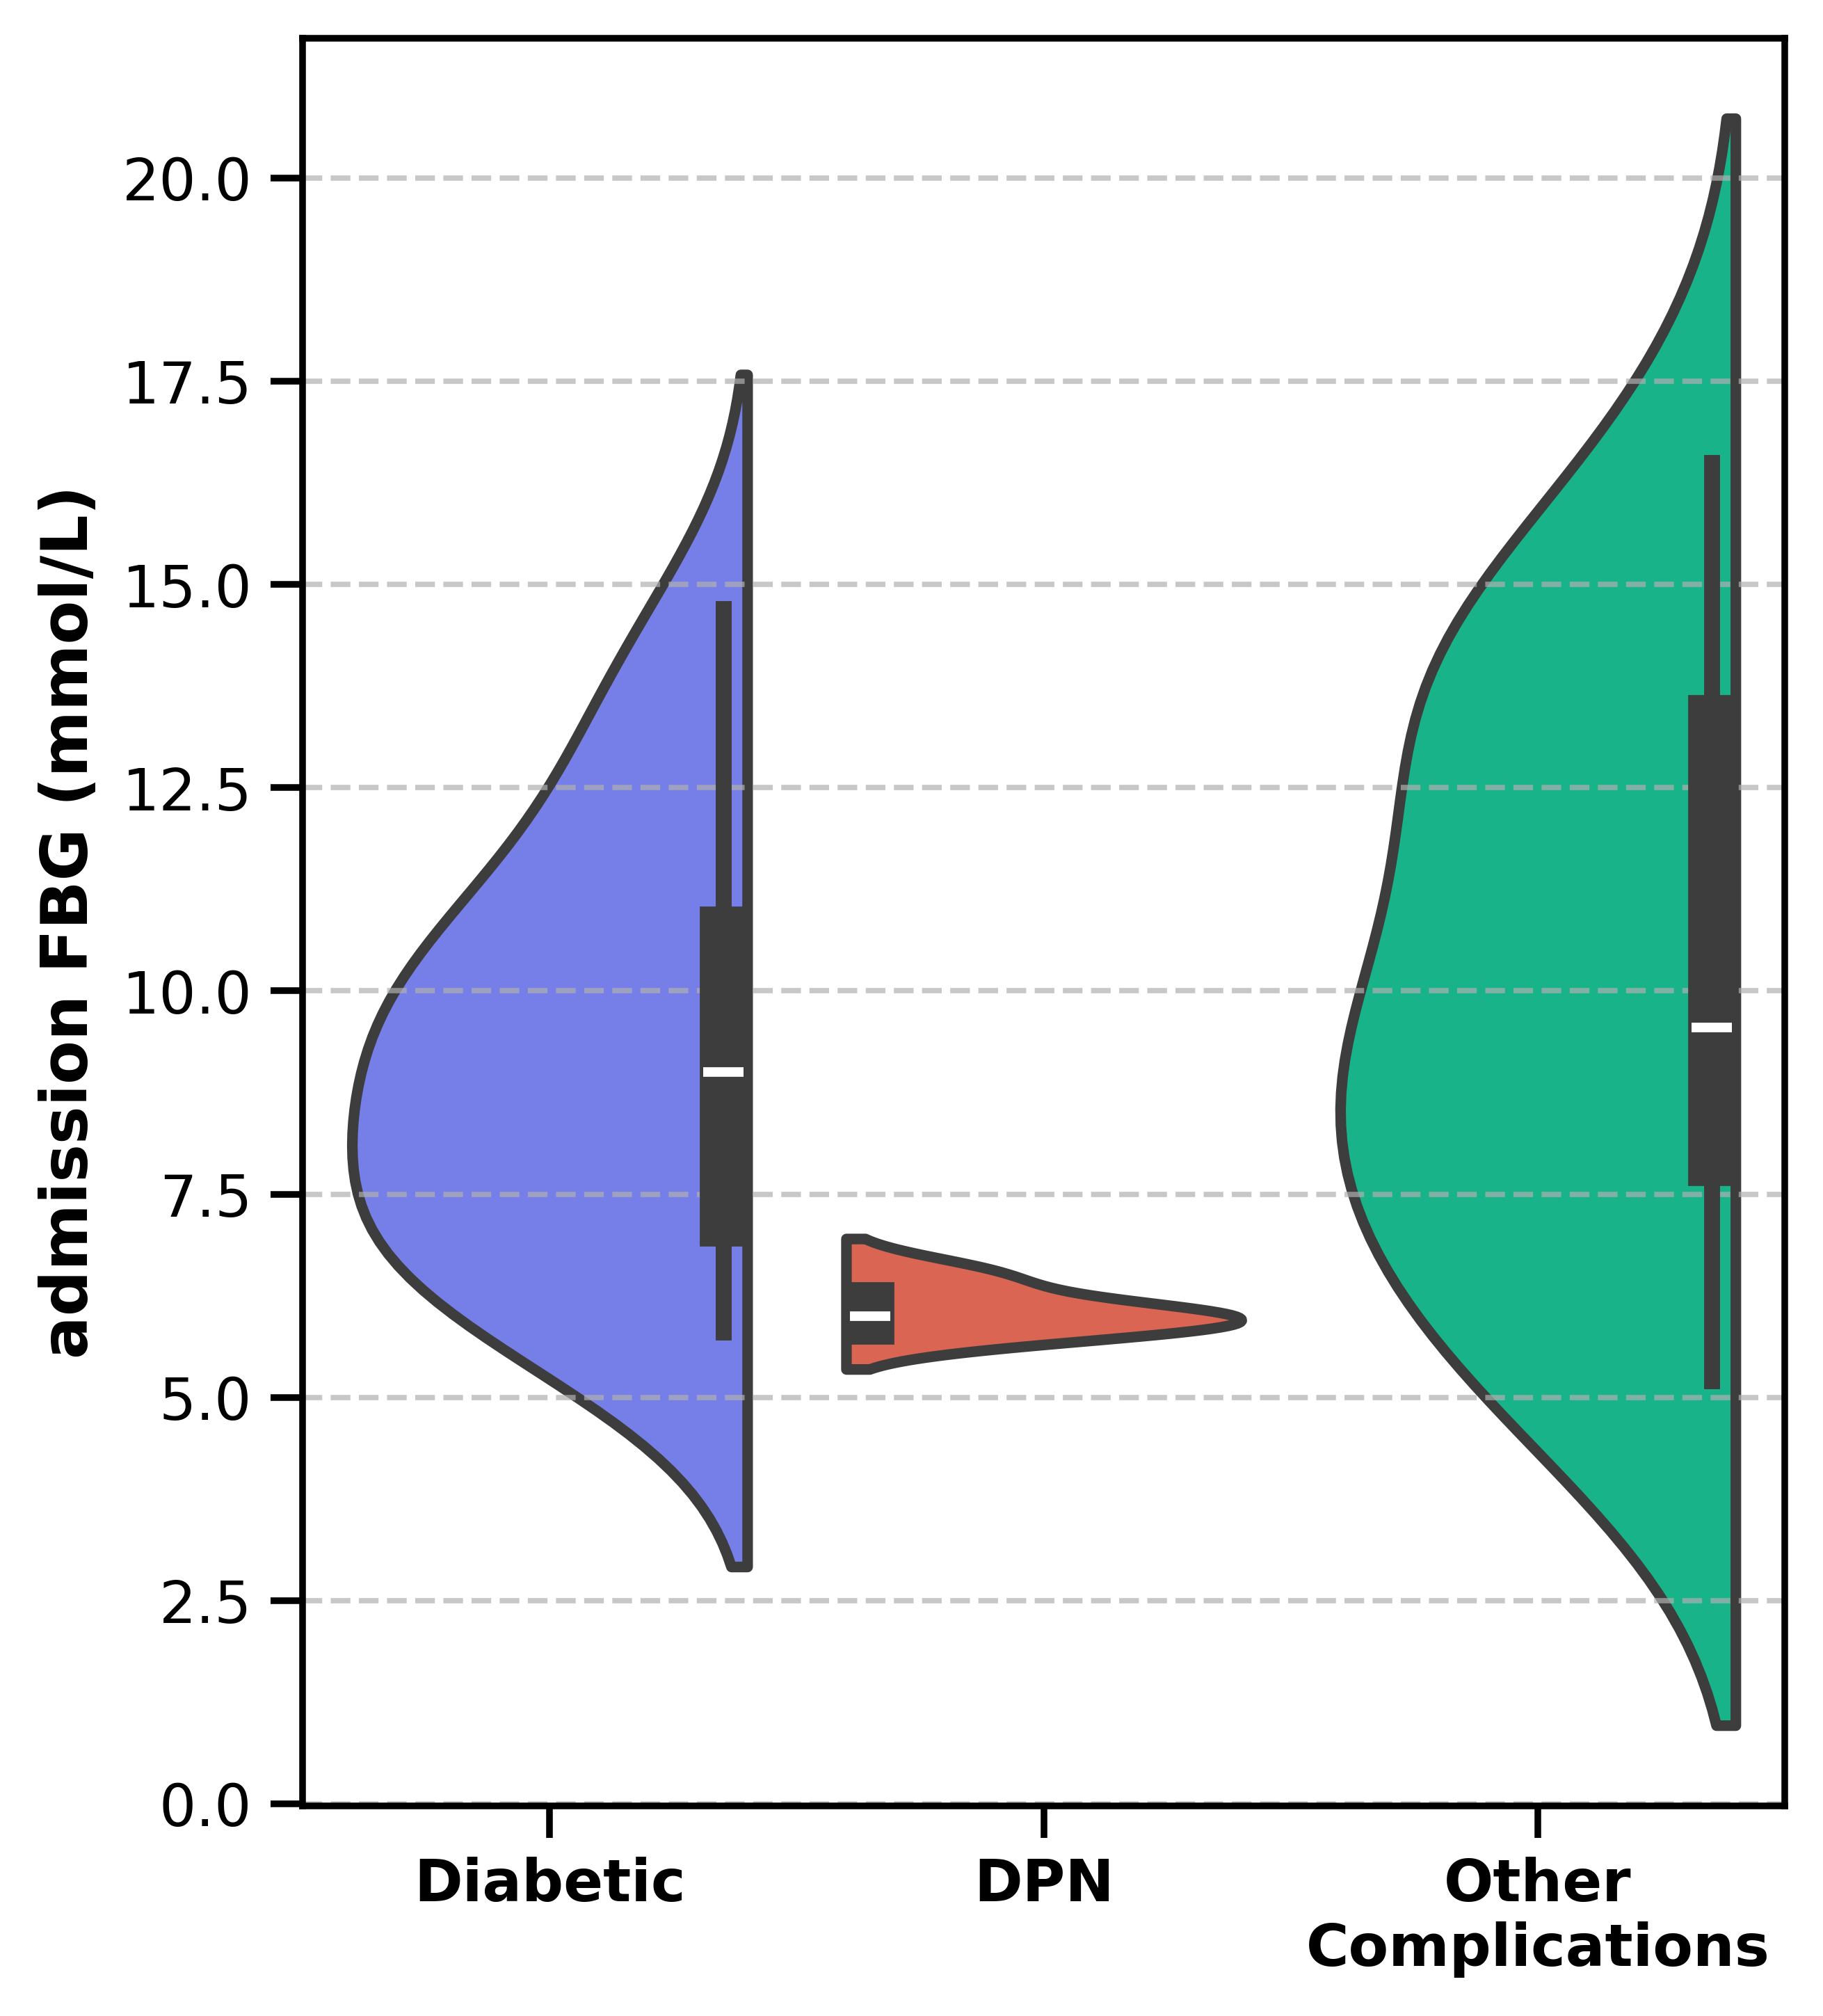 admission FBG (mmol/L)
20.0
17.5
15.0
12.5
10.0
7.5
5.0
2.5
0.0
Diabetic
DPN
Other
Complications